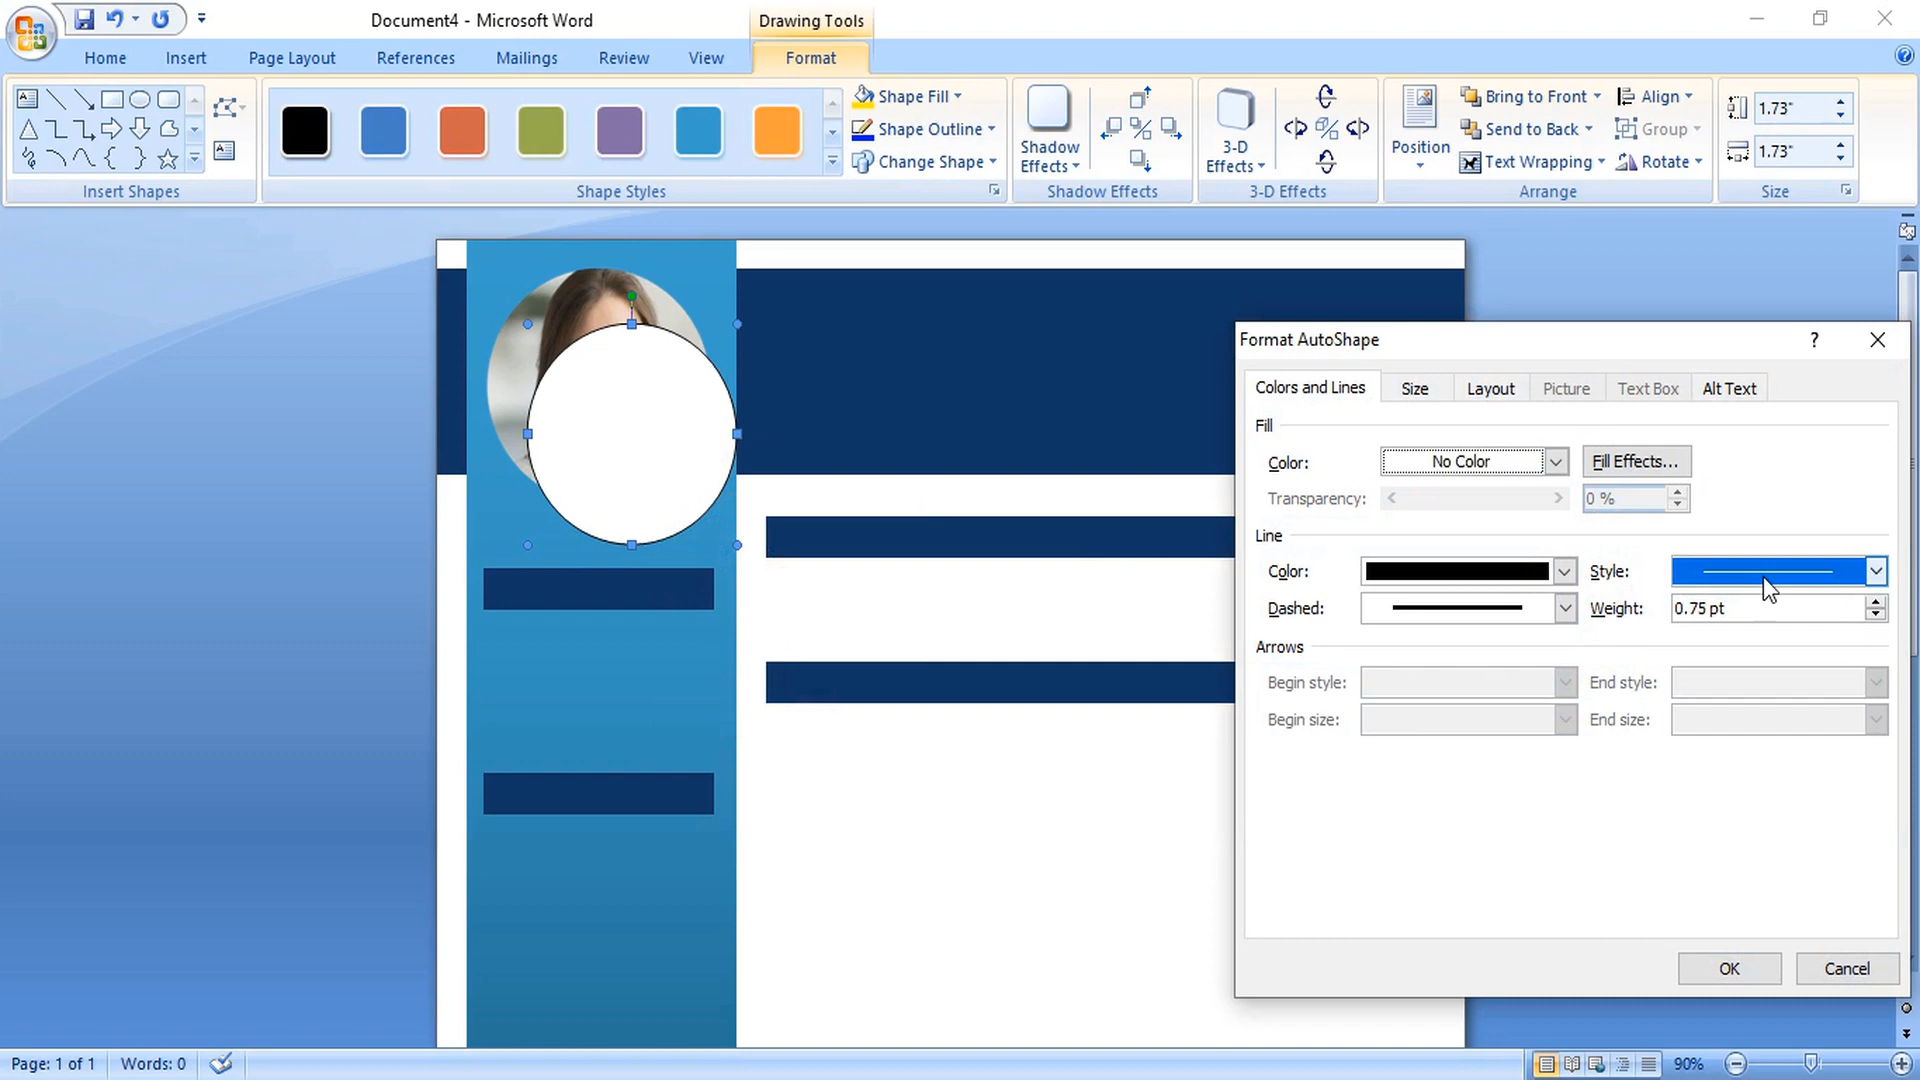 Document4 - Microsoft Word
Drawing Tools
Home
Insert
Page Layout
References
Mailings
Review
View
Format
Shape Fill
Shape Outline
Change Shape
Shadow Effects
3-D Effects
Position
Bring to Front
Send to Back
Text Wrapping
Align
Group
Rotate
1.73"
1.73"
Insert Shapes
Shape Styles
Shadow Effects
3-D Effects
Arrange
Size
Format AutoShape
?
Colors and Lines
Size
Layout
Picture
Text Box
Alt Text
Fill
Color:
No Color
Fill Effects...
Transparency:
0 %
Line
Color:
Style:
Dashed:
Weight:
0.75 pt
Arrows
Begin style:
End style:
Begin size:
End size:
OK
Cancel
Page: 1 of 1
Words: 0
90%